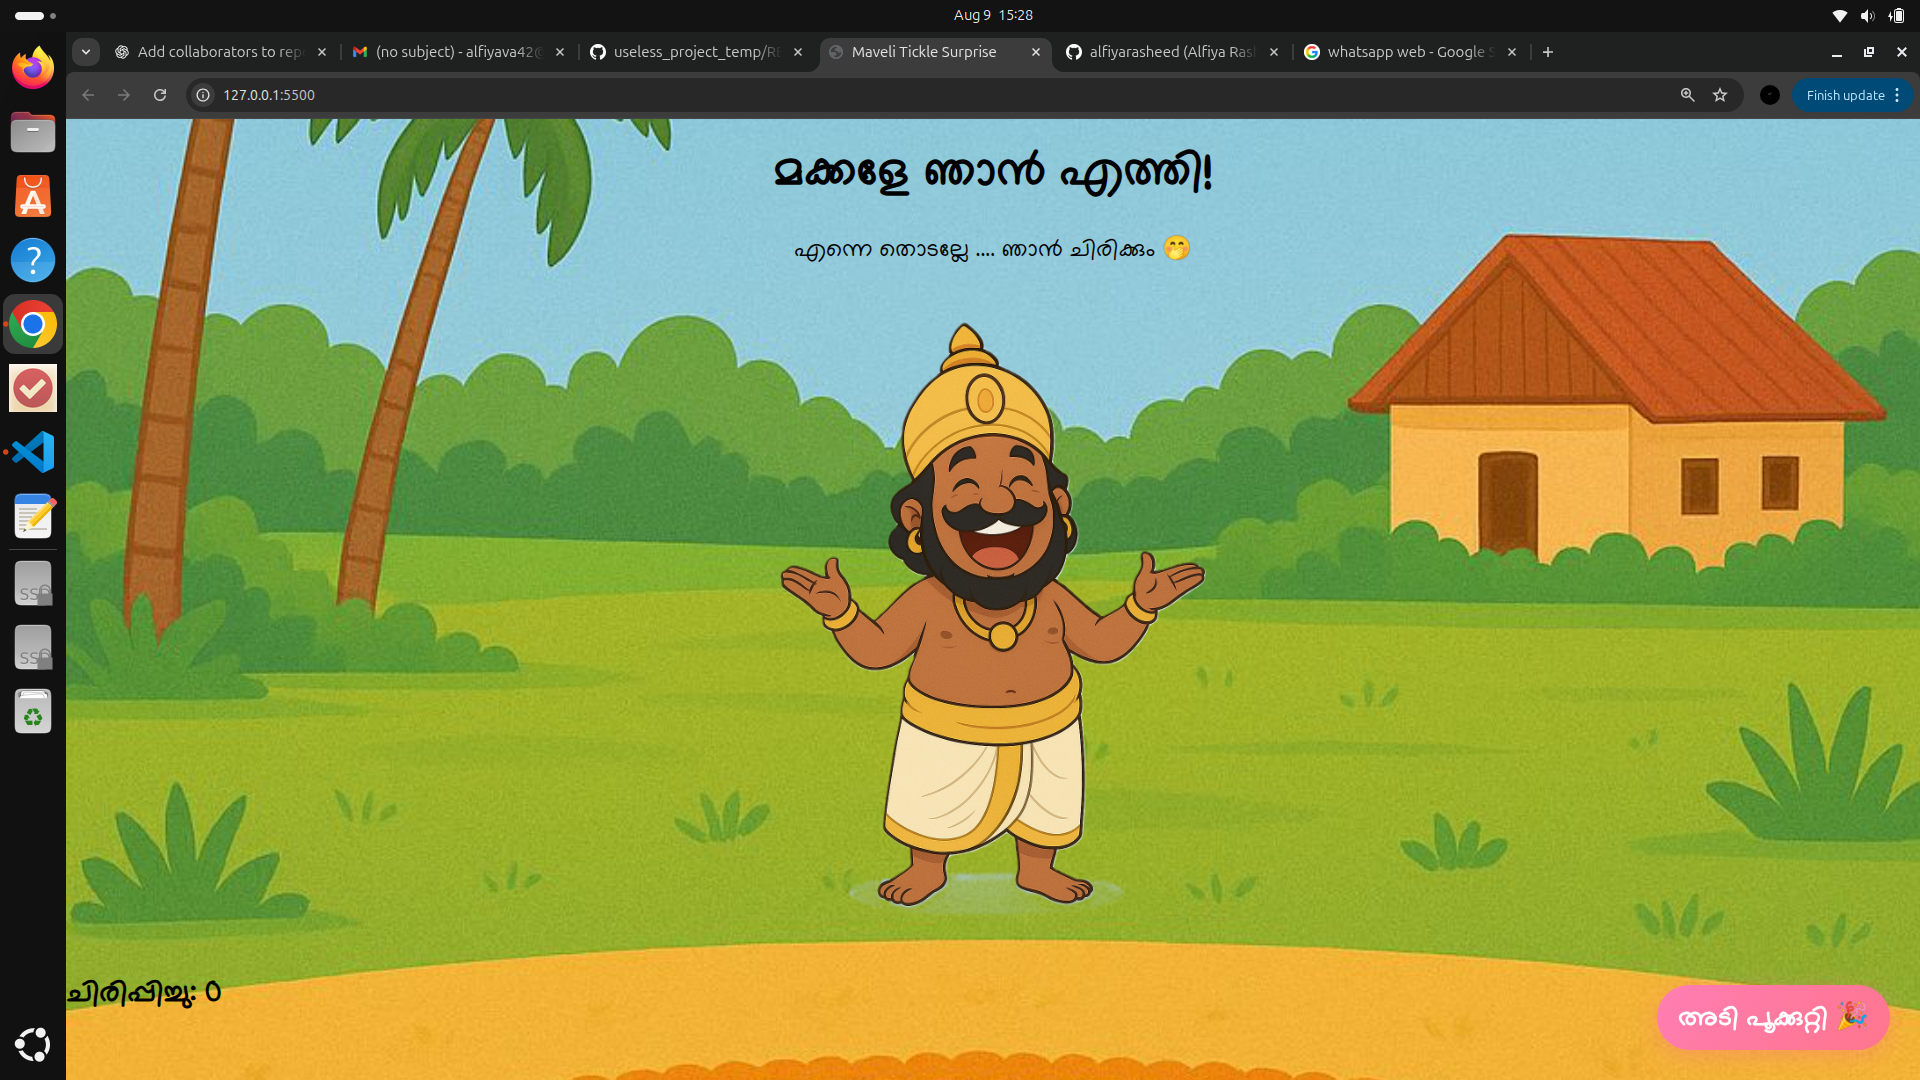 Aug 9 15:28
Add collaborators to rep
(no subject) - alfiyava42@
useless_project_temp/RE
Maveli Tickle Surprise
alfiyarasheed (Alfiya Ras
whatsapp web - Google S
127.0.0.1:5500
Finish update
മക്കളേ ഞാൻ എത്തി!
എന്നെ തൊടല്ലേ .... ഞാൻ ചിരിക്കും 🤭
ചിരിപ്പിച്ചു: 0
അടി പൂക്കുറ്റി 🎉